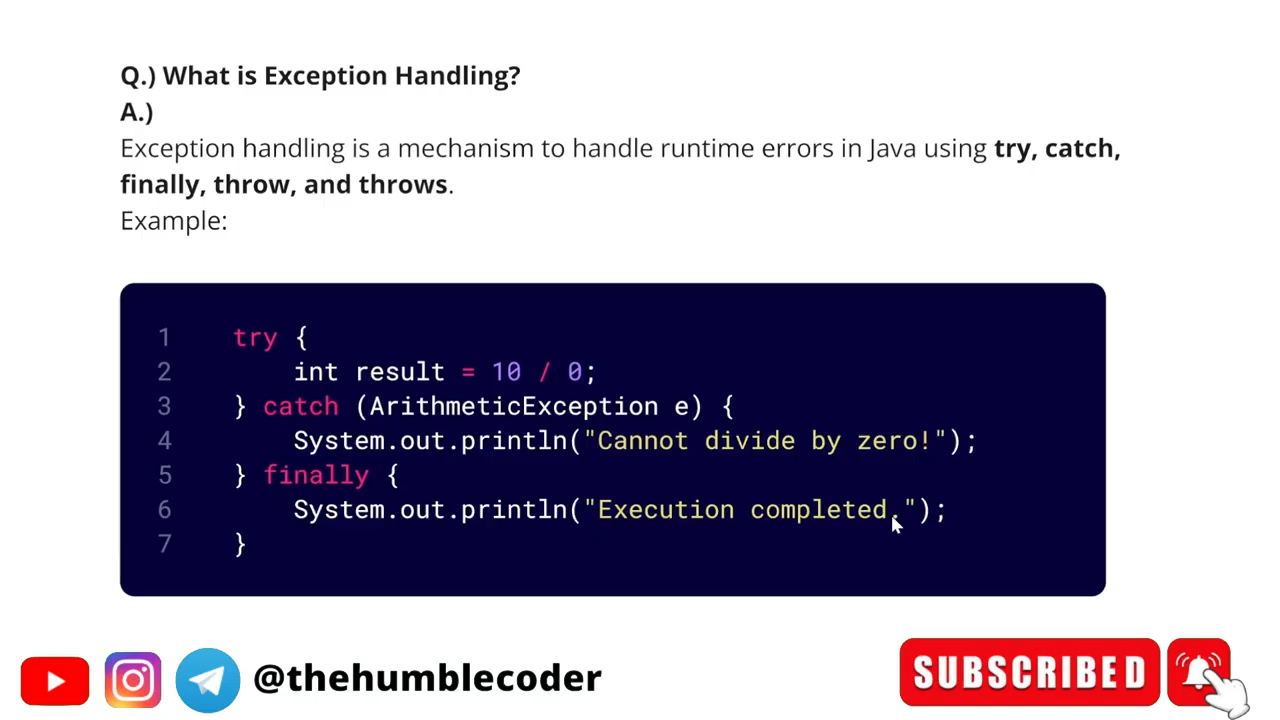 Q.) What is Exception Handling?
A.)
Exception handling is a mechanism to handle runtime errors in Java using try, catch,
finally, throw, and throws.
Example:
1 try {
2 int result = 10 / 0;
3 } catch (ArithmeticException e) {
4 System.out.println("Cannot divide by zero!");
5 } finally {
6 System.out.println("Execution completed.");
7 }
@thehumblecoder
SUBSCRIBED